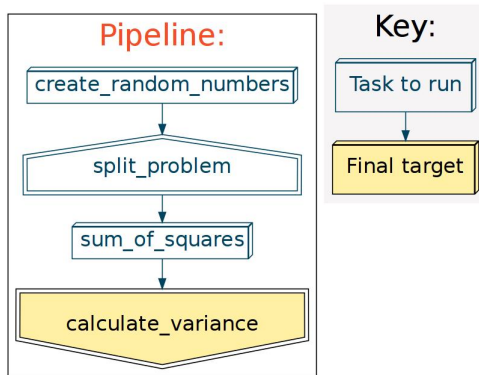 Pipeline:
create_random_numbers
split_problem
sum_of_squares
calculate_variance
Key:
Task to run
Final target